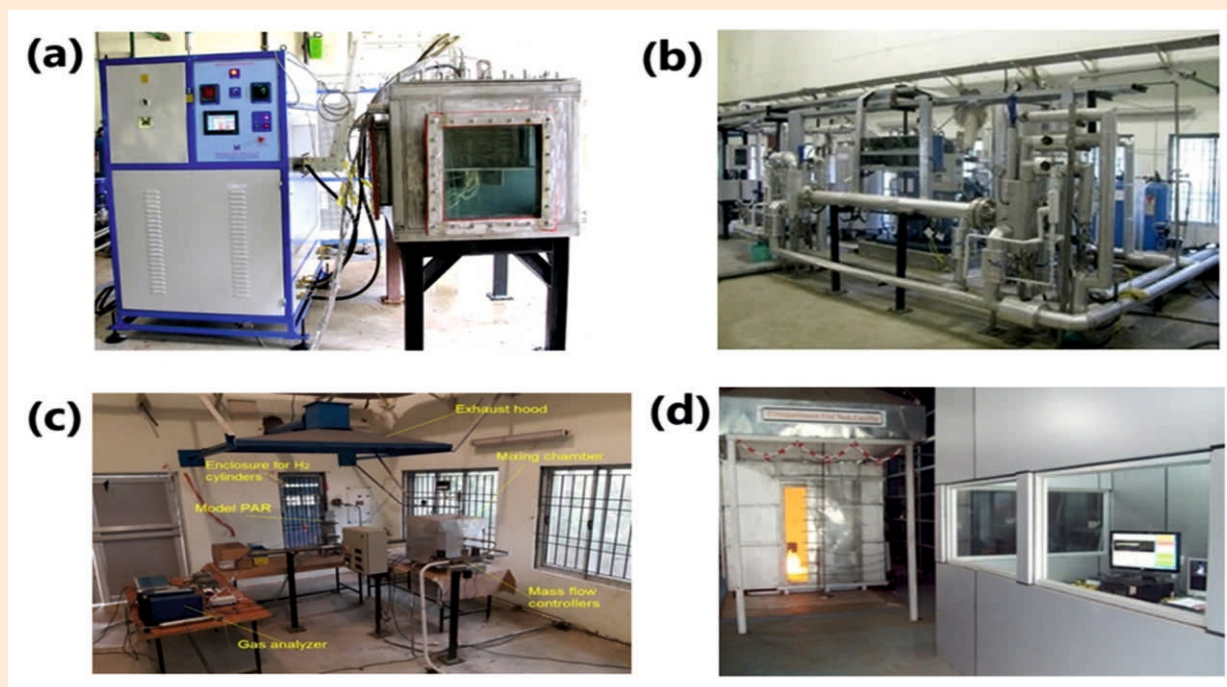 (a)
(b)
(c)
Exhaust hood
Mixing chamber
Enclosure for H₂
cylinders
Model PAR
Mass flow
controllers
Gas analyzer
(d)
Compartment Fire Test Facility